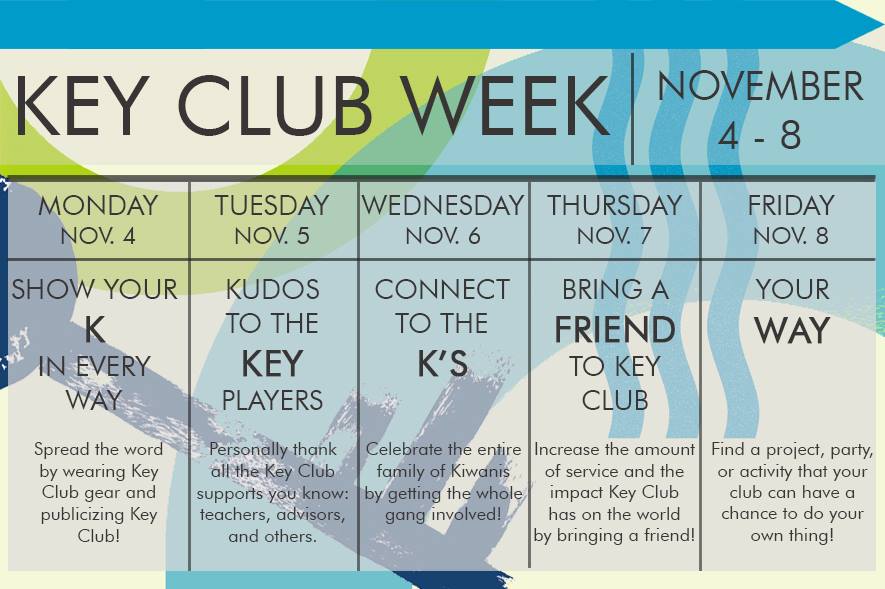 KEY CLUB WEEK
NOVEMBER
4 - 8
MONDAY
NOV. 4
SHOW YOUR
K
IN EVERY
WAY
Spread the word
by wearing Key
Club gear and
publicizing Key
Club!
TUESDAY
NOV. 5
KUDOS
TO THE
KEY
PLAYERS
Personally thank
all the Key Club
supports you know:
teachers, advisors,
and others.
WEDNESDAY
NOV. 6
CONNECT
TO THE
K'S
Celebrate the entire
family of Kiwanis
by getting the whole
gang involved!
THURSDAY
NOV. 7
BRING A
FRIEND
TO KEY
CLUB
Increase the amount
of service and the
impact Key Club
has on the world
by bringing a friend!
FRIDAY
NOV. 8
YOUR
WAY
Find a project, party,
or activity that your
club can have a
chance to do your
own thing!